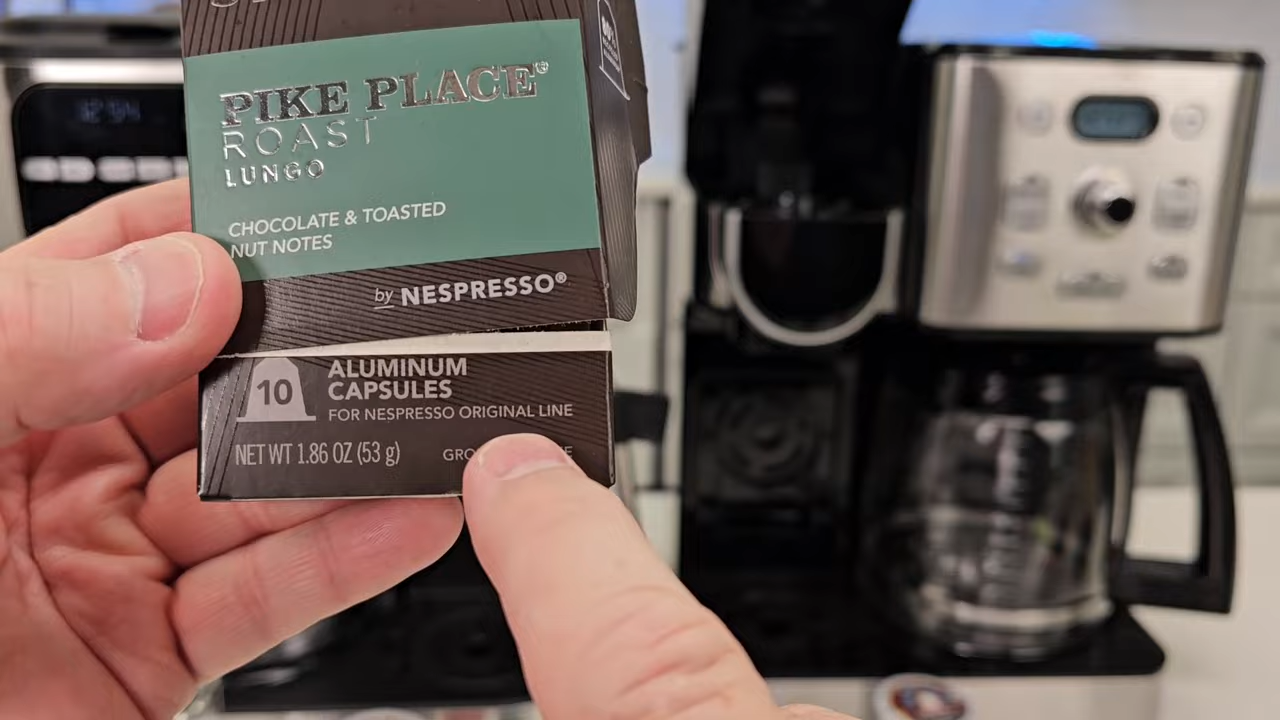 PIKE PLACE®
ROAST
LUNGO
CHOCOLATE & TOASTED
NUT NOTES
by NESPRESSO®
10
ALUMINUM
CAPSULES
FOR NESPRESSO ORIGINAL LINE
NET WT 1.86 OZ (53 g)